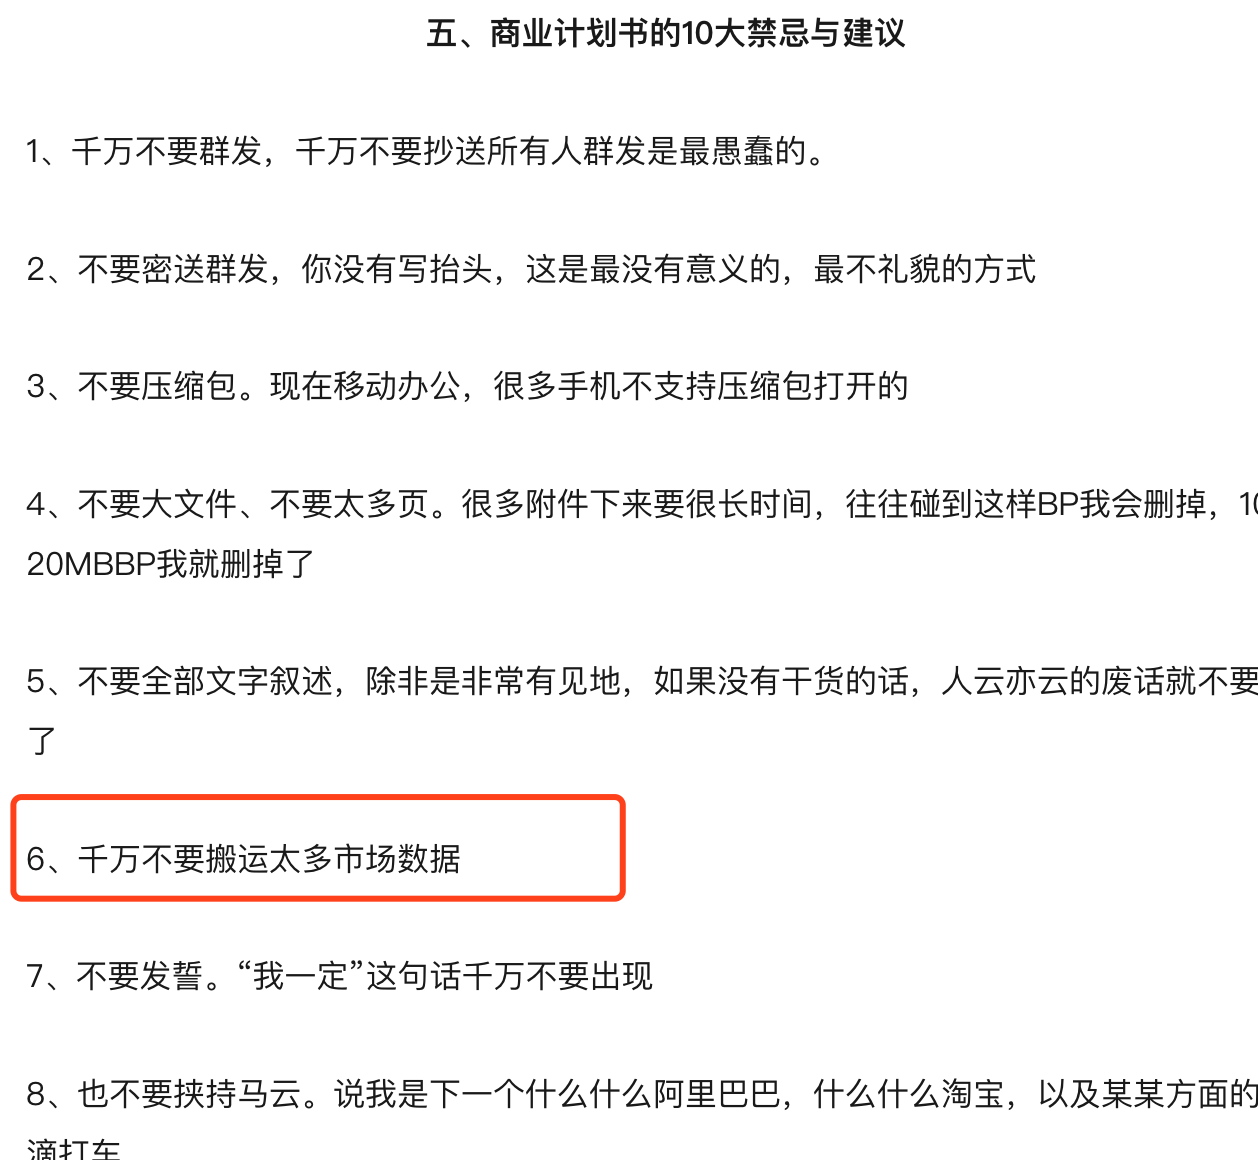 五、商业计划书的10大禁忌与建议
1、千万不要群发，千万不要抄送所有人群发是最愚蠢的。
2、不要密送群发，你没有写抬头，这是最没有意义的，最不礼貌的方式
3、不要压缩包。现在移动办公，很多手机不支持压缩包打开的
4、不要大文件、不要太多页。很多附件下来要很长时间，往往碰到这样BP我会删掉，10
20MBBP我就删掉了
5、不要全部文字叙述，除非是非常有见地，如果没有干货的话，人云亦云的废话就不要
了
6、千万不要搬运太多市场数据
7、不要发誓。“我一定”这句话千万不要出现
8、也不要挟持马云。说我是下一个什么什么阿里巴巴，什么什么淘宝，以及某某方面的
滴打车